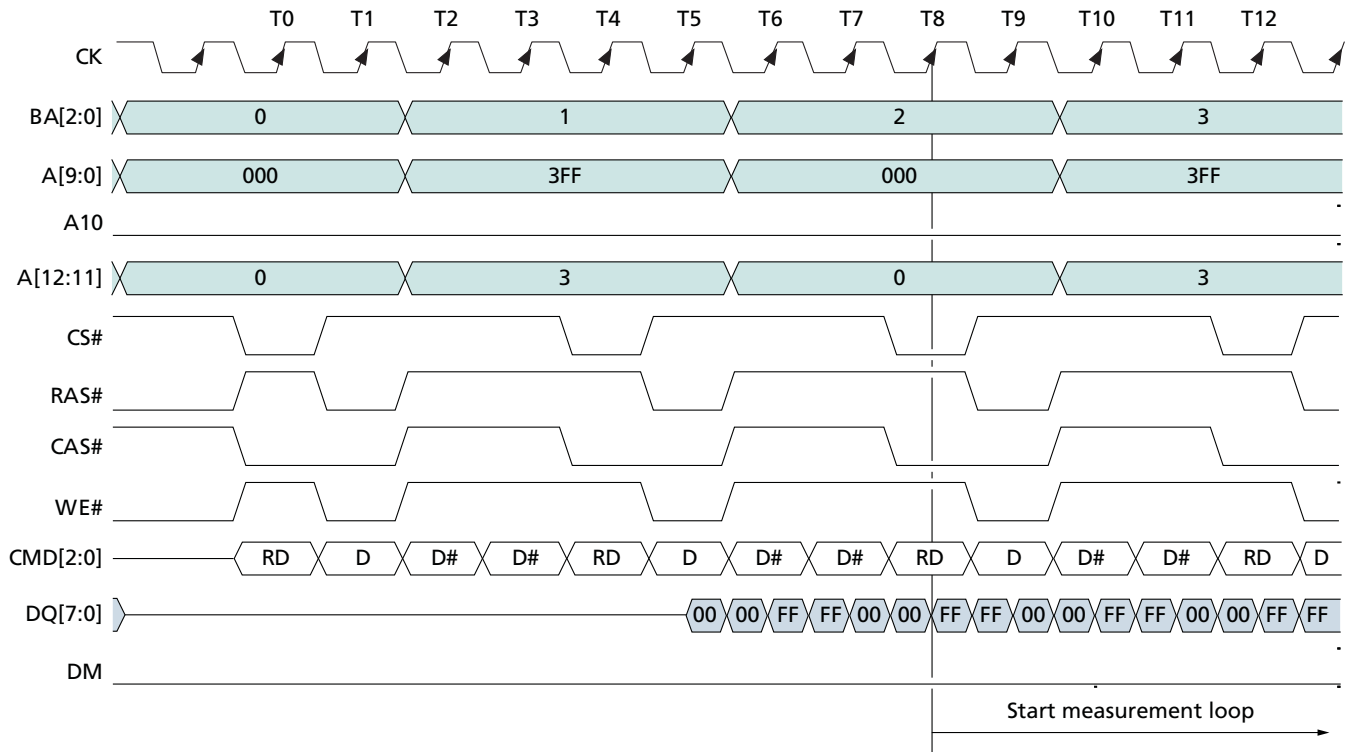 T0 T1 T2 T3 T4 T5 T6 T7 T8 T9 T10 T11 T12
CK
BA[2:0] 0 1 2 3
A[9:0] 000 3FF 000 3FF
A10
A[12:11] 0 3 0 3
CS#
RAS#
CAS#
WE#
CMD[2:0] RD D D# D# RD D D# D# RD D D# D# RD D
DQ[7:0] 00 00 FF FF 00 00 FF FF 00 00 FF FF 00 00 FF FF
DM
Start measurement loop